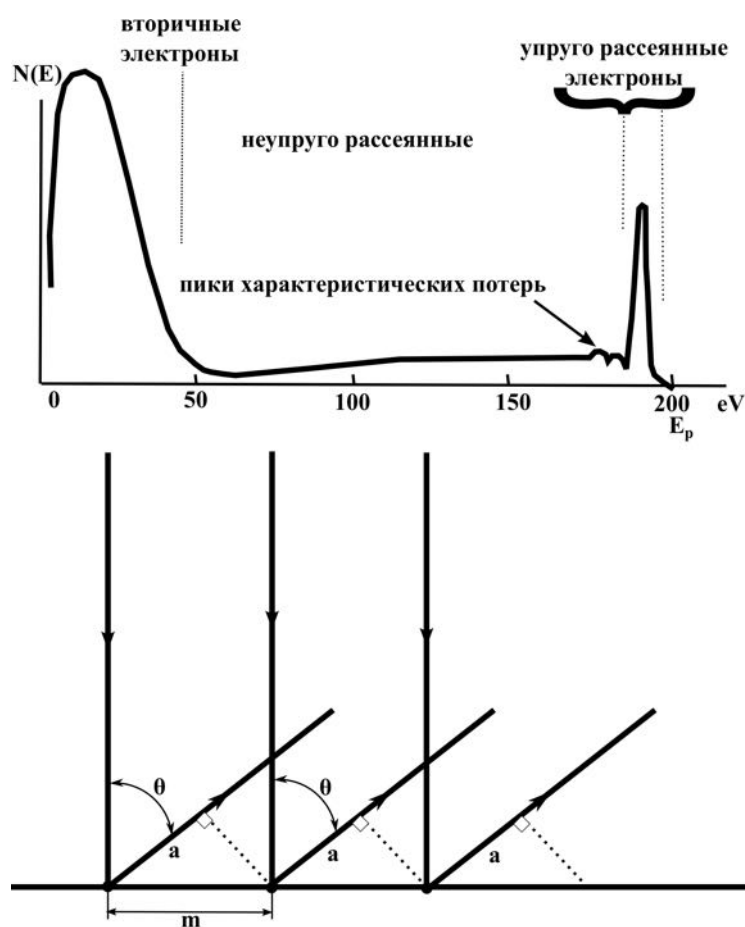 вторичные
электроны
упруго рассеянные
электроны
N(E)
неупруго рассеянные
пики характеристических потерь
0 50 100 150 200 eV
Eₚ
θ θ
a a a
m